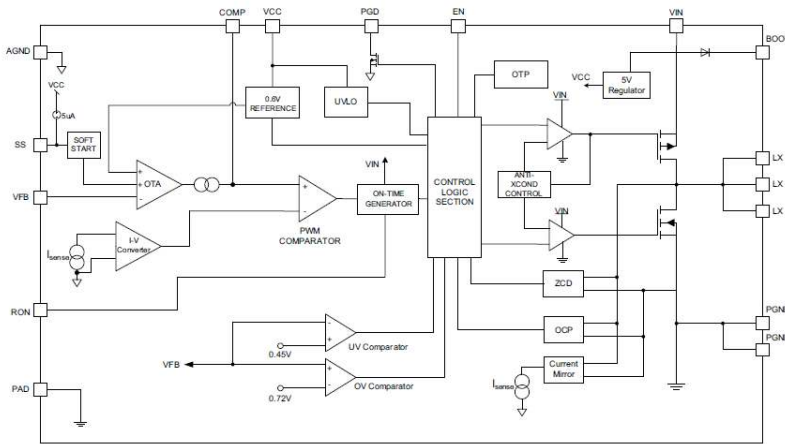 COMP
VCC
PGD
EN
VIN
AGND
BOO
VCC
5uA
0.6V
REFERENCE
UVLO
OTP
VCC
5V
Regulator
SS
SOFT
START
VIN
VIN
+
+
OTA
-
VFB
+
-
PWM
COMPARATOR
ON-TIME
GENERATOR
CONTROL
LOGIC
SECTION
ANTI-
XCOND
CONTROL
VIN
LX
LX
LX
I-V
Converter
Isense
RON
ZCD
OCP
Current
Mirror
Isense
PGN
PGN
-
+
0.45V
UV Comparator
VFB
+
-
0.72V
OV Comparator
PAD